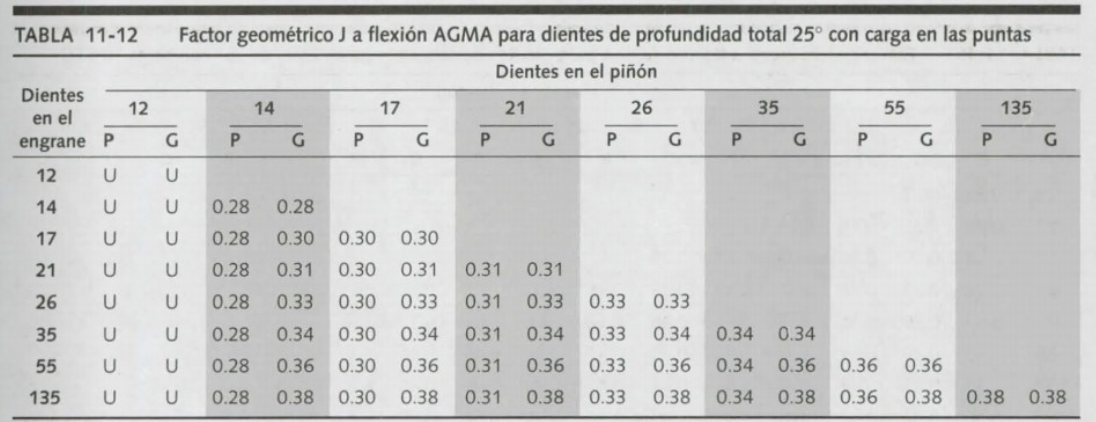 TABLA 11-12 Factor geométrico J a flexión AGMA para dientes de profundidad total 25° con carga en las puntas
Dientes en el piñón
Dientes
en el
engrane
12 14 17 21 26 35 55 135
P G P G P G P G P G P G P G P G
12 U U
14 U U 0.28 0.28
17 U U 0.28 0.30 0.30 0.30
21 U U 0.28 0.31 0.30 0.31 0.31 0.31
26 U U 0.28 0.33 0.30 0.33 0.31 0.33 0.33 0.33
35 U U 0.28 0.34 0.30 0.34 0.31 0.34 0.33 0.34 0.34 0.34
55 U. U 0.28 0.36 0.30 0.36 0.31 0.36 0.33 0.36 0.34 0.36 0.36 0.36
135 U U 0.28 0.38 0.30 0.38 0.31 0.38 0.33 0.38 0.34 0.38 0.36 0.38 0.38 0.38